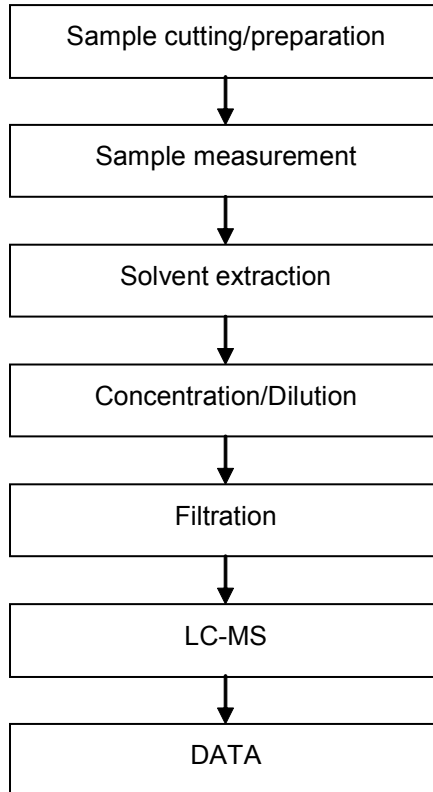 Sample cutting/preparation
Sample measurement
Solvent extraction
Concentration/Dilution
Filtration
LC-MS
DATA